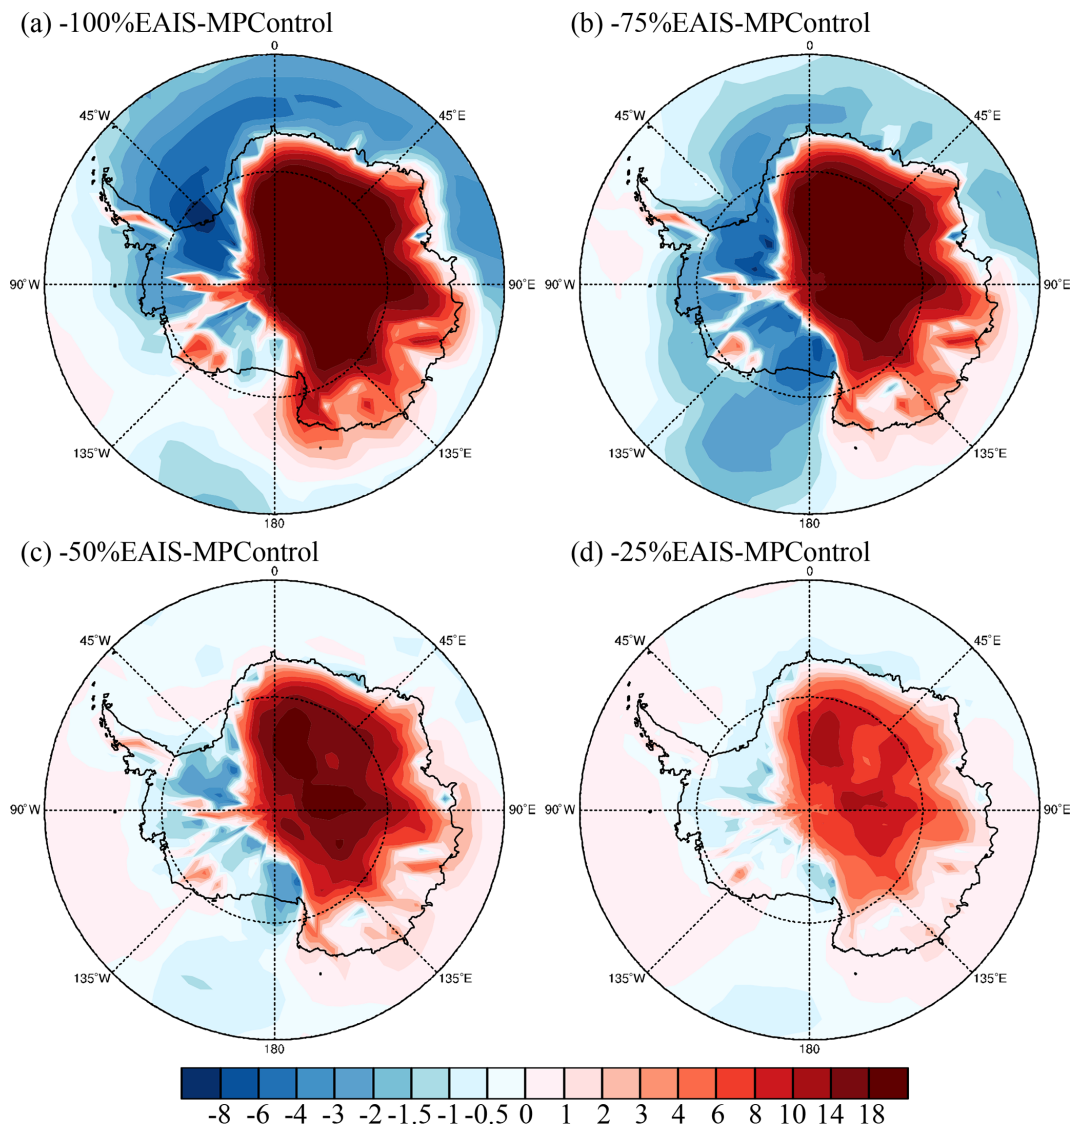 (a) -100%EAIS-MPControl
(b) -75%EAIS-MPControl
0
0
45°W
45°E
45°W
45°E
90°W
90°E
90°W
90°E
135°W
135°E
135°W
135°E
180
180
(c) -50%EAIS-MPControl
(d) -25%EAIS-MPControl
0
0
45°W
45°E
45°W
45°E
90°W
90°E
90°W
90°E
135°W
135°E
135°W
135°E
180
180
-8 -6 -4 -3 -2 -1.5 -1 -0.5 0 1 2 3 4 6 8 10 14 18